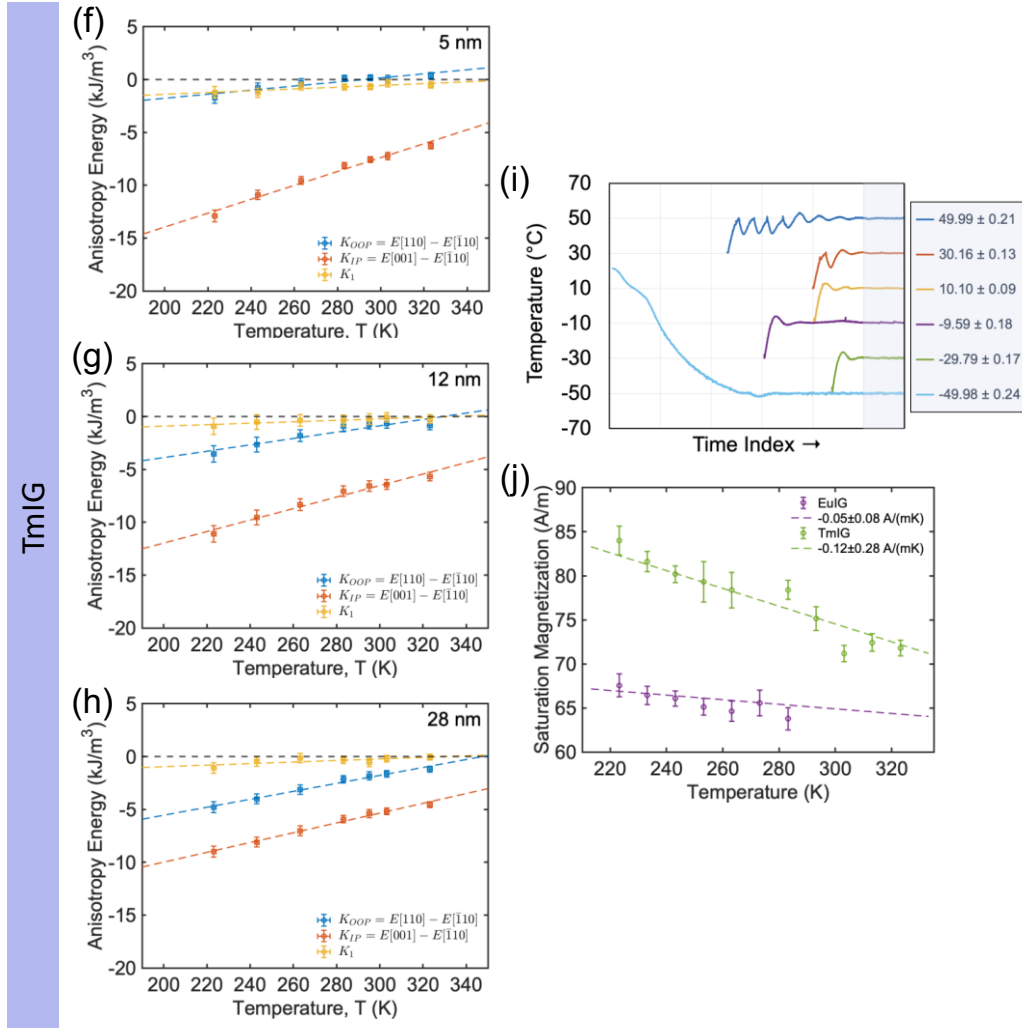 TmIG
(f)
5 nm
Anisotropy Energy (kJ/m³)
5
0
-5
-10
-15
-20
K_OOP = E[110] − E[1̄10]
K_IP = E[001] − E[1̄10]
K₁
200 220 240 260 280 300 320 340
Temperature, T (K)
(g)
12 nm
Anisotropy Energy (kJ/m³)
5
0
-5
-10
-15
-20
K_OOP = E[110] − E[1̄10]
K_IP = E[001] − E[1̄10]
K₁
200 220 240 260 280 300 320 340
Temperature, T (K)
(h)
28 nm
Anisotropy Energy (kJ/m³)
5
0
-5
-10
-15
-20
K_OOP = E[110] − E[1̄10]
K_IP = E[001] − E[1̄10]
K₁
200 220 240 260 280 300 320 340
Temperature, T (K)
(i)
Temperature (°C)
70
50
30
10
-10
-30
-50
-70
Time Index →
49.99 ± 0.21
30.16 ± 0.13
10.10 ± 0.09
-9.59 ± 0.18
-29.79 ± 0.17
-49.98 ± 0.24
(j)
Saturation Magnetization (A/m)
90
85
80
75
70
65
60
EuIG
-0.05±0.08 A/(mK)
TmIG
-0.12±0.28 A/(mK)
220 240 260 280 300 320
Temperature (K)